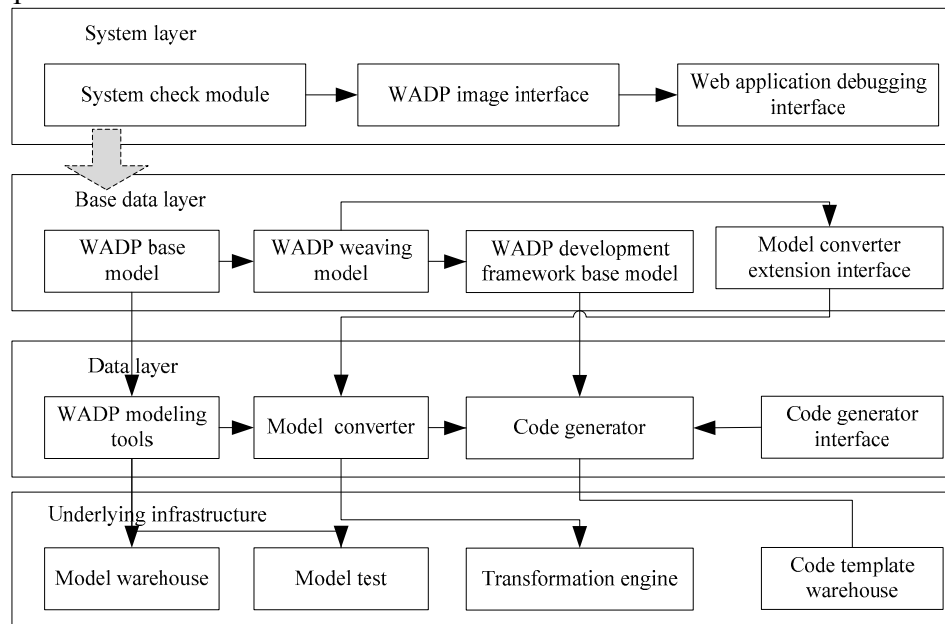 System layer
System check module
WADP image interface
Web application debugging
interface
Base data layer
WADP base
model
WADP weaving
model
WADP development
framework base model
Model converter
extension interface
Data layer
WADP modeling
tools
Model converter
Code generator
Code generator
interface
Underlying infrastructure
Model warehouse
Model test
Transformation engine
Code template
warehouse